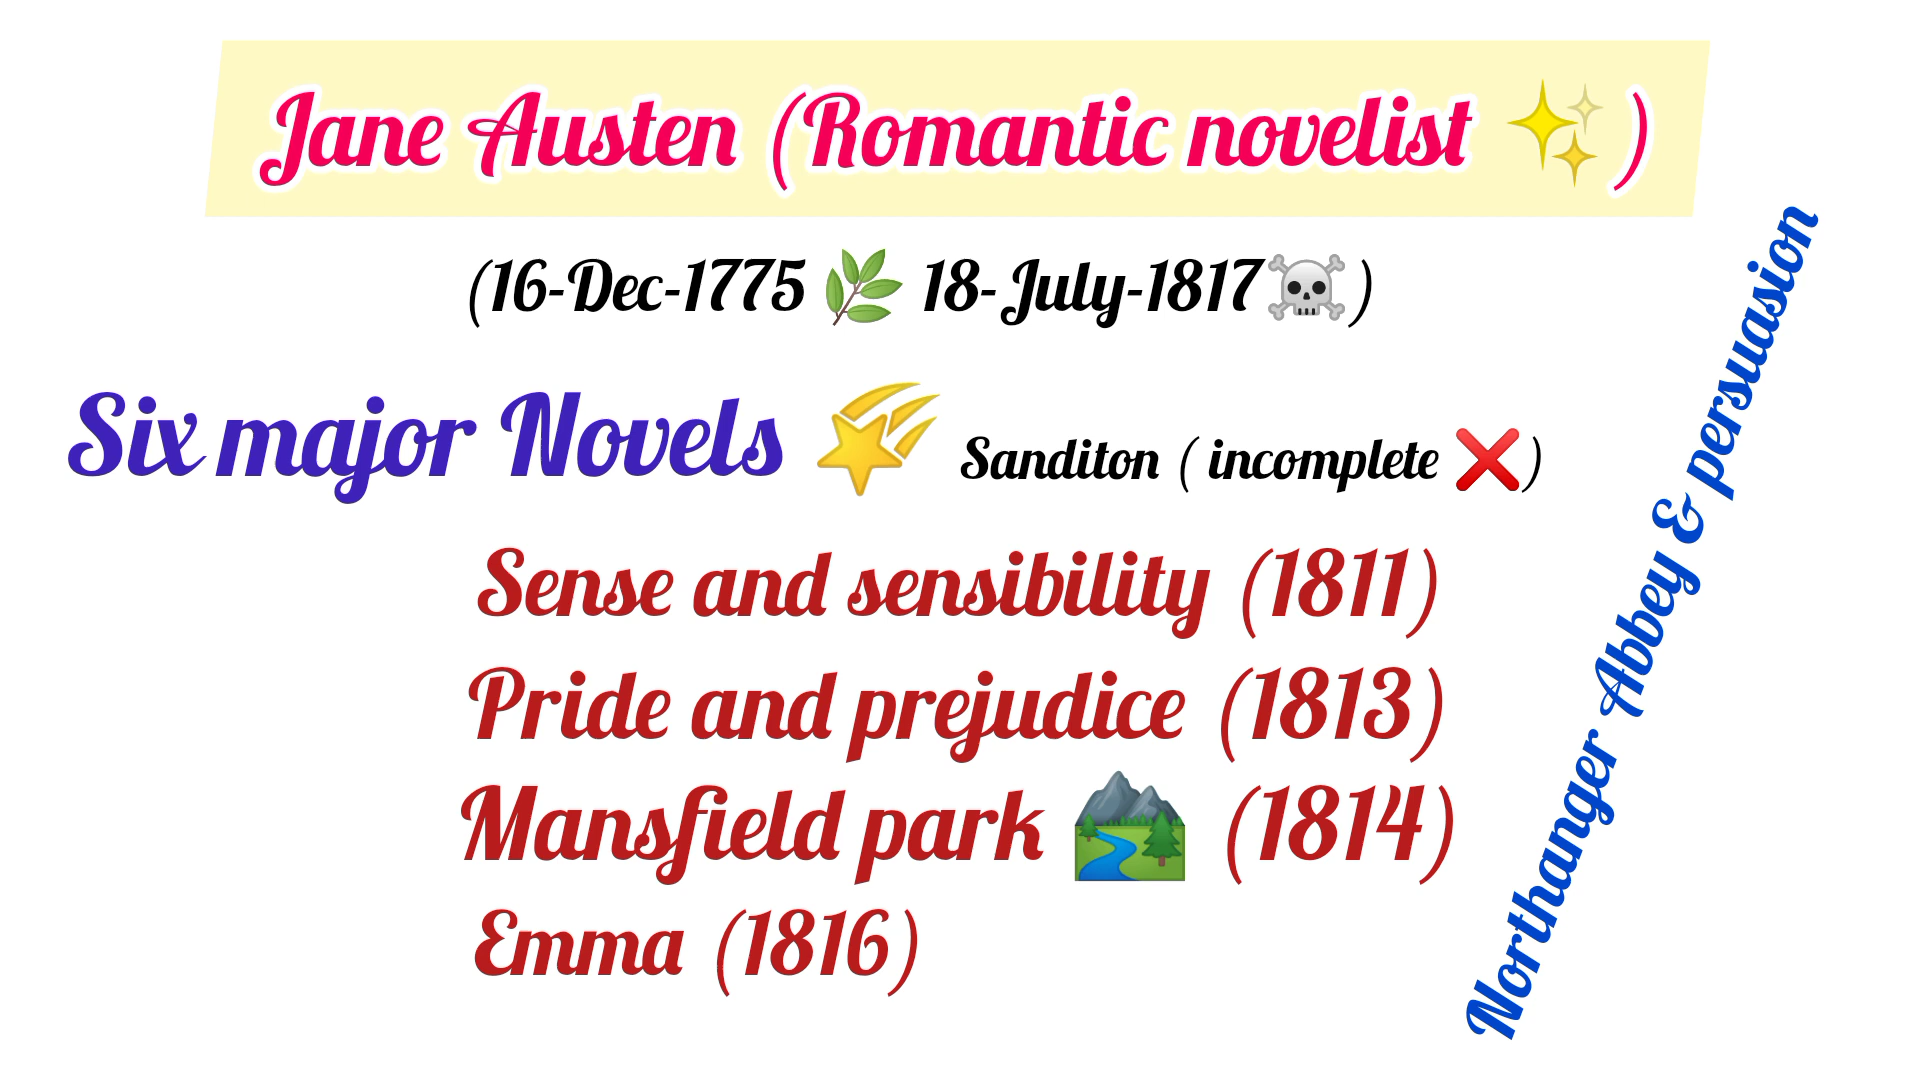 Jane Austen (Romantic novelist ✨ )
(16-Dec-1775 🌿 18-July-1817☠️ )
Six major Novels 🌠 Sanditon ( incomplete ❌ )
Sense and sensibility (1811)
Pride and prejudice (1813)
Mansfield park 🏞️ (1814)
Emma (1816)
Northanger Abbey & persuasion